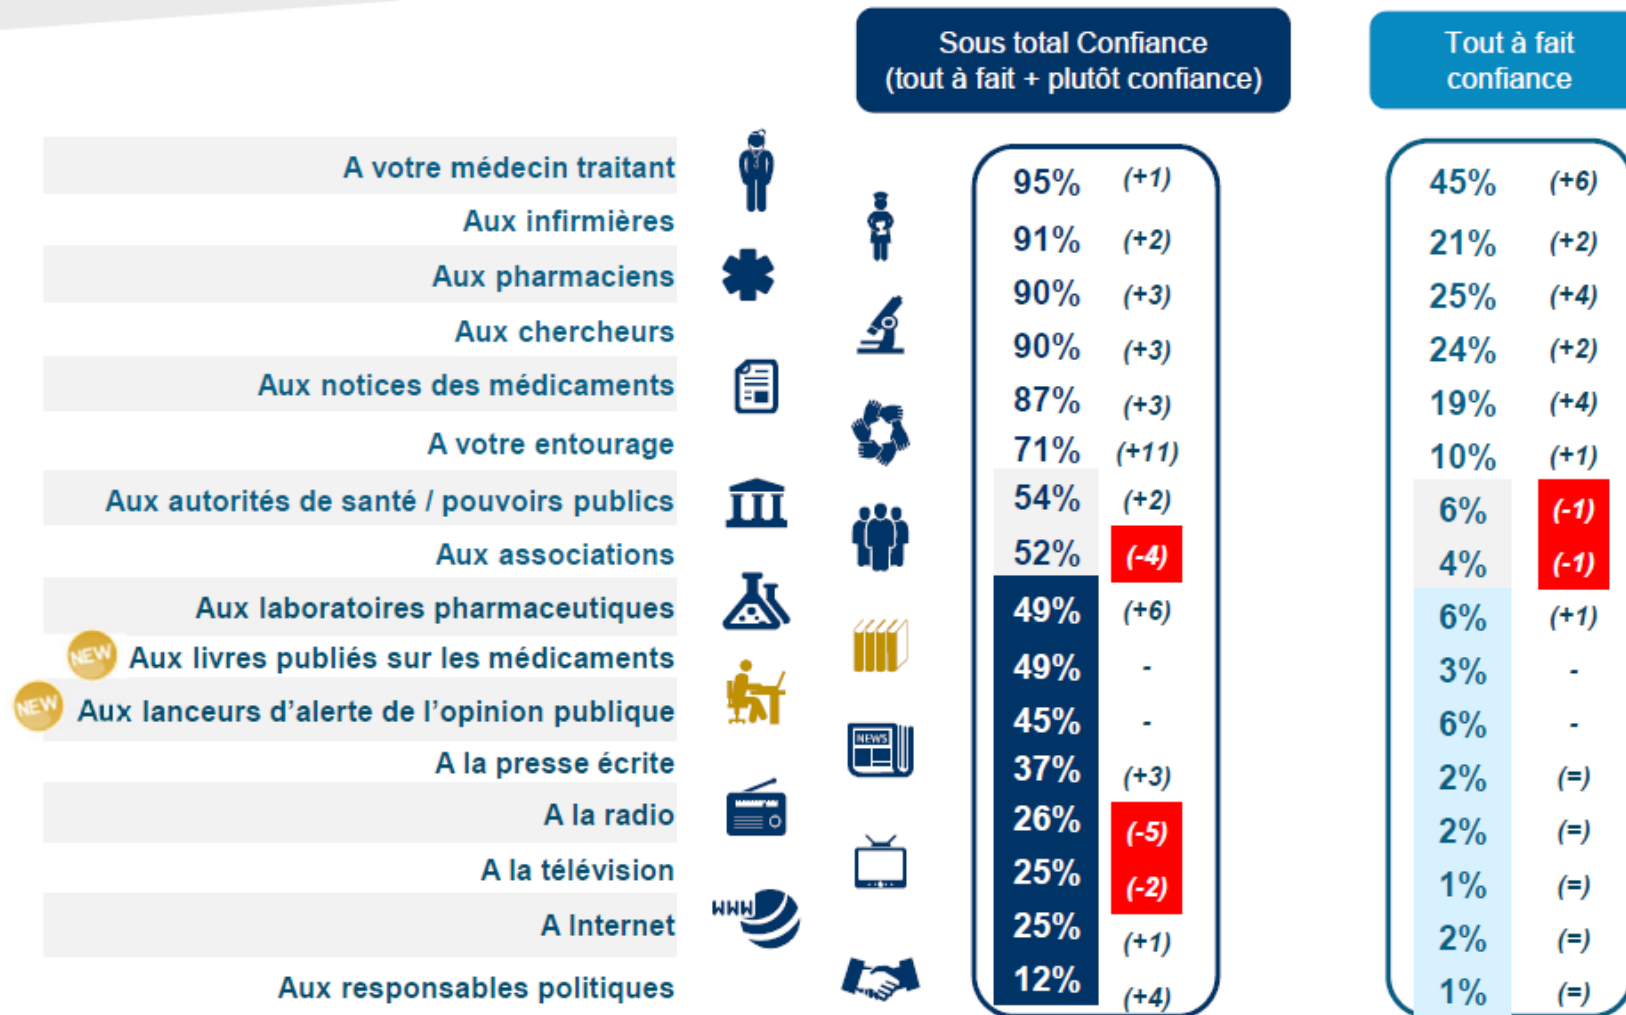 Sous total Confiance
(tout à fait + plutôt confiance)
Tout à fait
confiance
A votre médecin traitant 95% (+1) 45% (+6)
Aux infirmières 91% (+2) 21% (+2)
Aux pharmaciens 90% (+3) 25% (+4)
Aux chercheurs 90% (+3) 24% (+2)
Aux notices des médicaments 87% (+3) 19% (+4)
A votre entourage 71% (+11) 10% (+1)
Aux autorités de santé / pouvoirs publics 54% (+2) 6% (-1)
Aux associations 52% (-4) 4% (-1)
Aux laboratoires pharmaceutiques 49% (+6) 6% (+1)
NEW Aux livres publiés sur les médicaments 49% - 3% -
NEW Aux lanceurs d'alerte de l'opinion publique 45% - 6% -
NEWS
A la presse écrite 37% (+3) 2% (=)
A la radio 26% (-5) 2% (=)
A la télévision 25% (-2) 1% (=)
WWW
A Internet 25% (+1) 2% (=)
Aux responsables politiques 12% (+4) 1% (=)